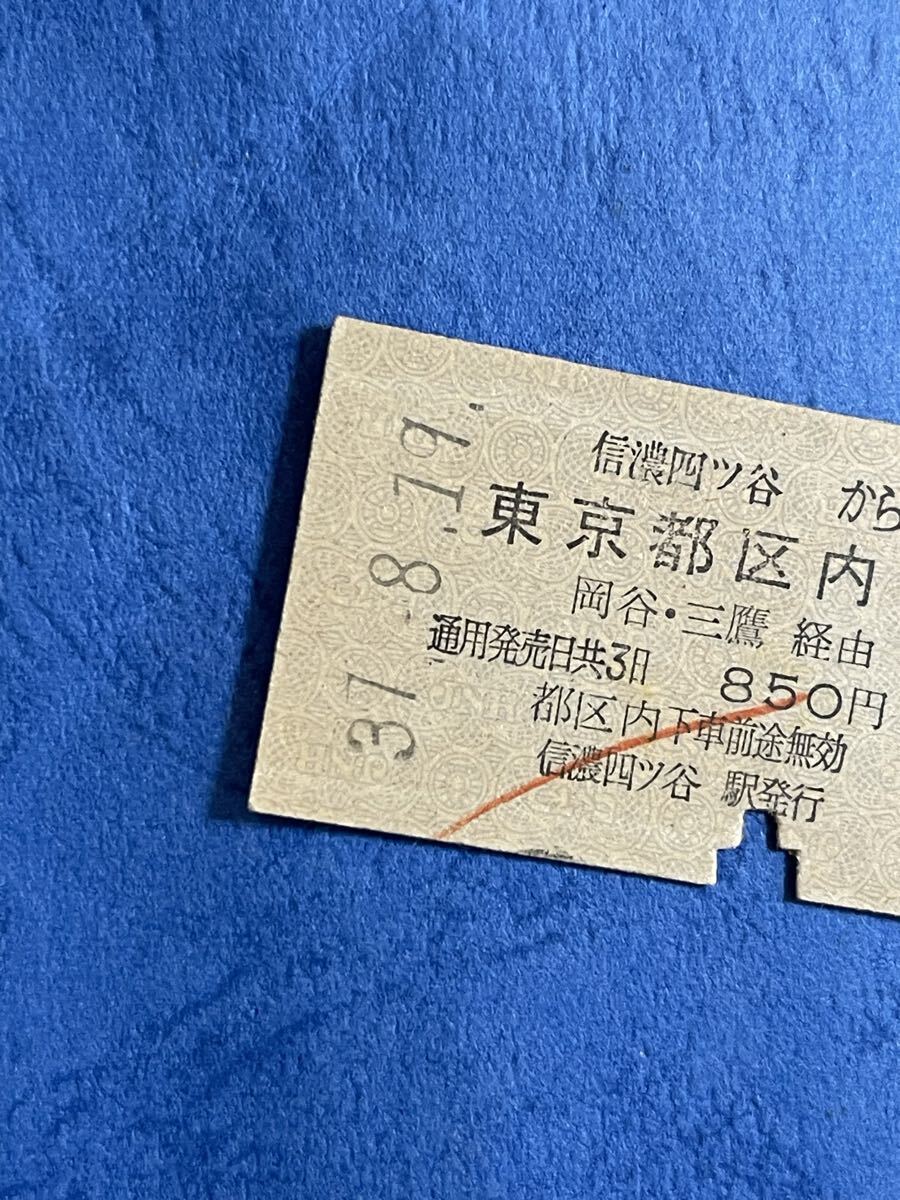 37.-8.19.
信濃四ツ谷 から
東京都区内
岡谷・三鷹 経由
通用発売日共3日 850円
都区内下車前途無効
信濃四ツ谷 駅発行